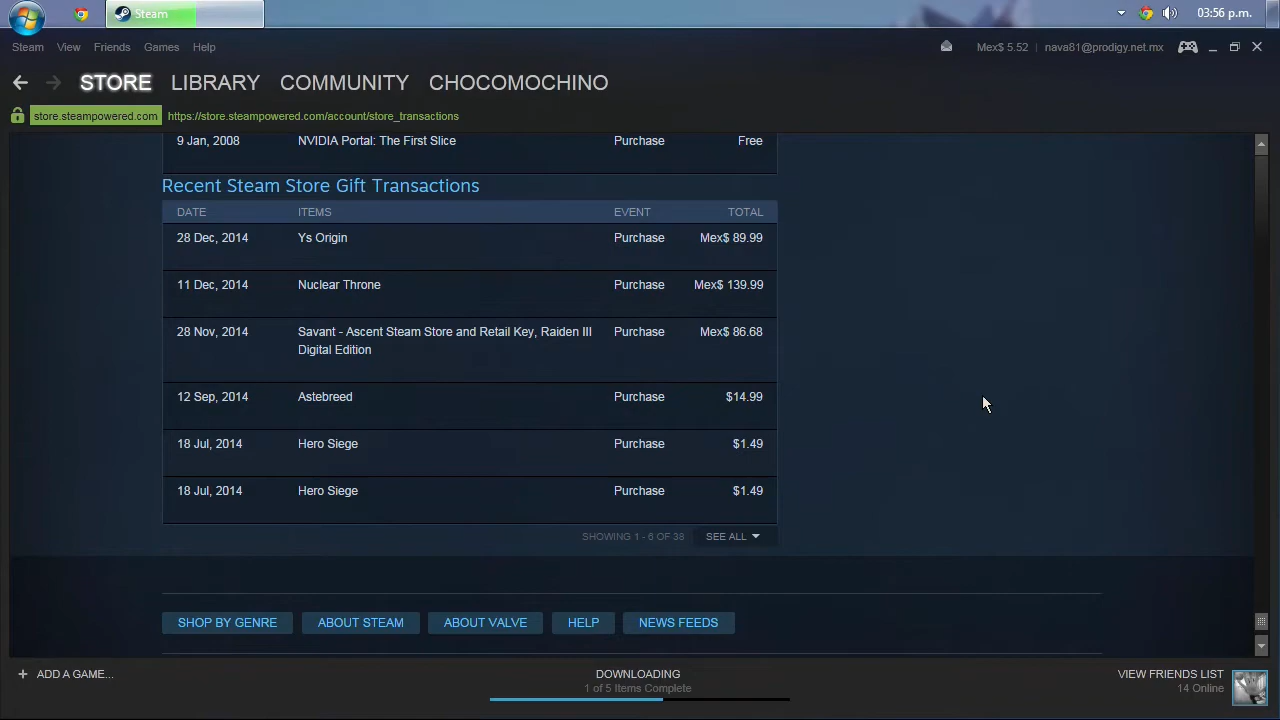 Steam
03:56 p.m.
Steam View Friends Games Help
Mex$ 5.52 nava81@prodigy.net.mx
STORE LIBRARY COMMUNITY CHOCOMOCHINO
store.steampowered.com https://store.steampowered.com/account/store_transactions
9 Jan, 2008 NVIDIA Portal: The First Slice Purchase Free
Recent Steam Store Gift Transactions
DATE ITEMS EVENT TOTAL
28 Dec, 2014 Ys Origin Purchase Mex$ 89.99
11 Dec, 2014 Nuclear Throne Purchase Mex$ 139.99
28 Nov, 2014 Savant - Ascent Steam Store and Retail Key, Raiden III Purchase Mex$ 86.68
Digital Edition
12 Sep, 2014 Astebreed Purchase $14.99
18 Jul, 2014 Hero Siege Purchase $1.49
18 Jul, 2014 Hero Siege Purchase $1.49
SHOWING 1 - 6 OF 38 SEE ALL
SHOP BY GENRE ABOUT STEAM ABOUT VALVE HELP NEWS FEEDS
+ ADD A GAME... DOWNLOADING VIEW FRIENDS LIST
1 of 5 Items Complete 14 Online